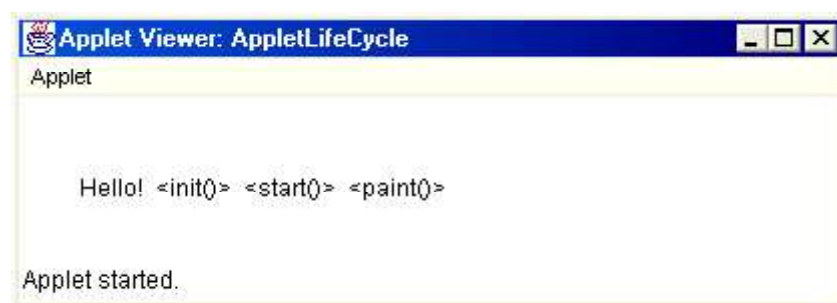 Applet Viewer: AppletLifeCycle
Applet
Hello! <init()> <start()> <paint()>
Applet started.